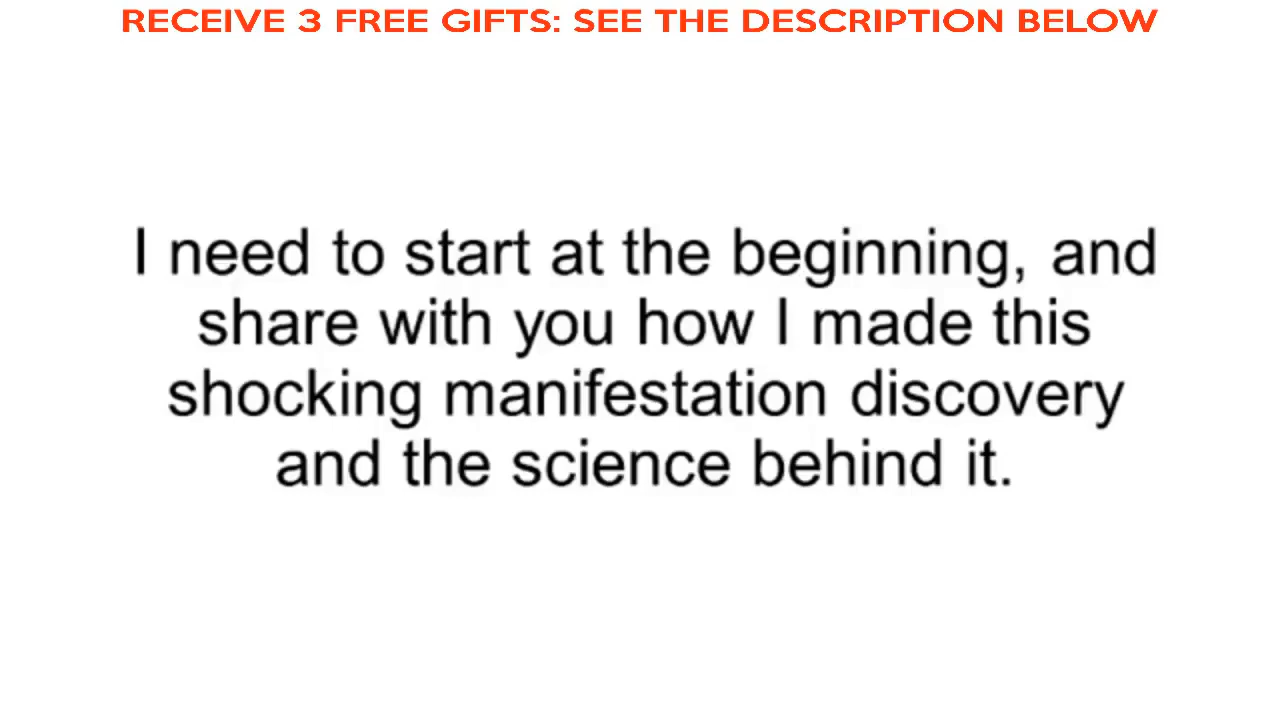 RECEIVE 3 FREE GIFTS: SEE THE DESCRIPTION BELOW
I need to start at the beginning, and
share with you how I made this
shocking manifestation discovery
and the science behind it.